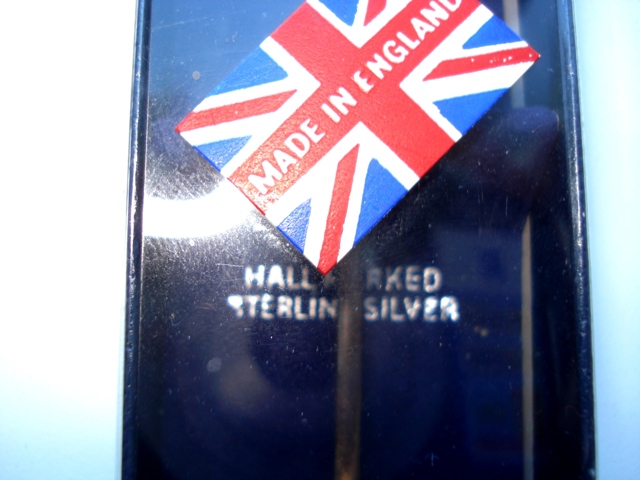 MADE IN ENGLAND
HALLMARKED
STERLING SILVER